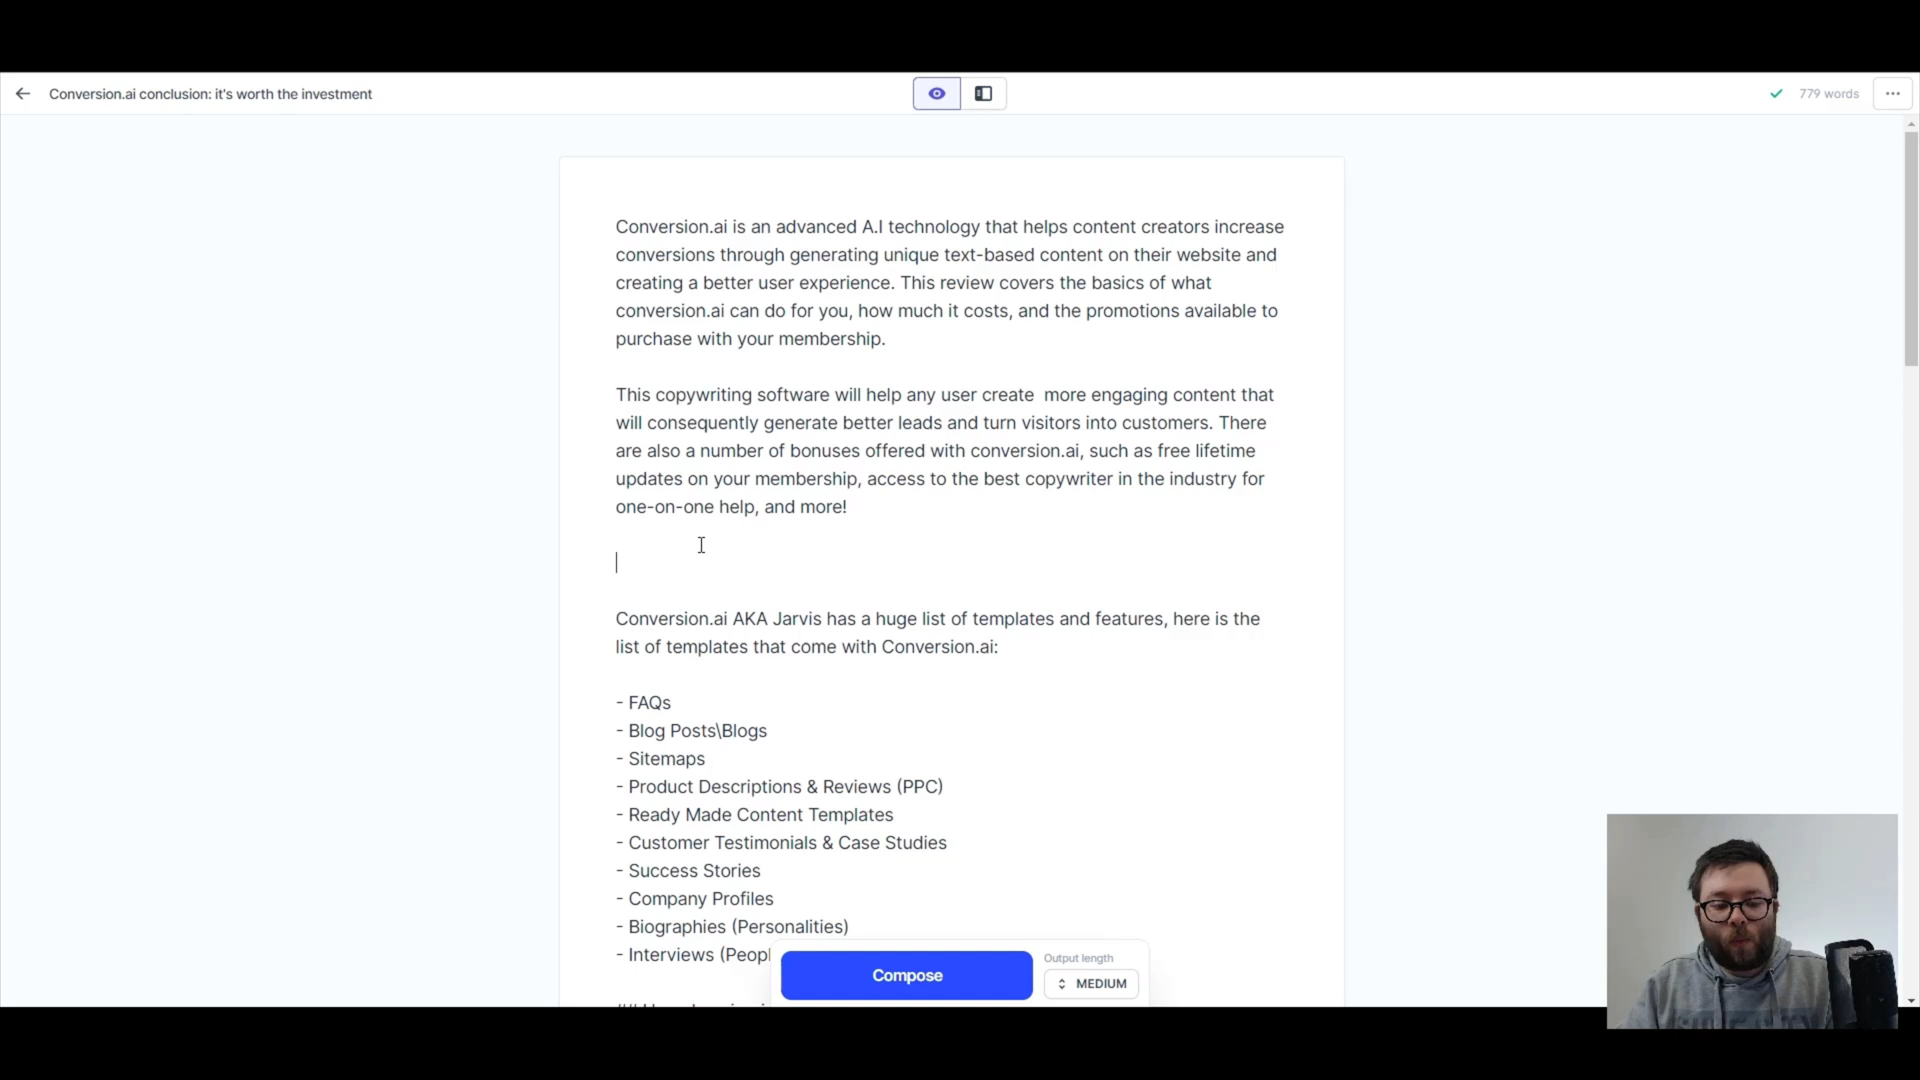 Conversion.ai conclusion: it's worth the investment
779 words
Conversion.ai is an advanced A.I technology that helps content creators increase
conversions through generating unique text-based content on their website and
creating a better user experience. This review covers the basics of what
conversion.ai can do for you, how much it costs, and the promotions available to
purchase with your membership.
This copywriting software will help any user create  more engaging content that
will consequently generate better leads and turn visitors into customers. There
are also a number of bonuses offered with conversion.ai, such as free lifetime
updates on your membership, access to the best copywriter in the industry for
one-on-one help, and more!
Conversion.ai AKA Jarvis has a huge list of templates and features, here is the
list of templates that come with Conversion.ai:
- FAQs
- Blog Posts\Blogs
- Sitemaps
- Product Descriptions & Reviews (PPC)
- Ready Made Content Templates
- Customer Testimonials & Case Studies
- Success Stories
- Company Profiles
- Biographies (Personalities)
- Interviews
Compose
Output length
MEDIUM